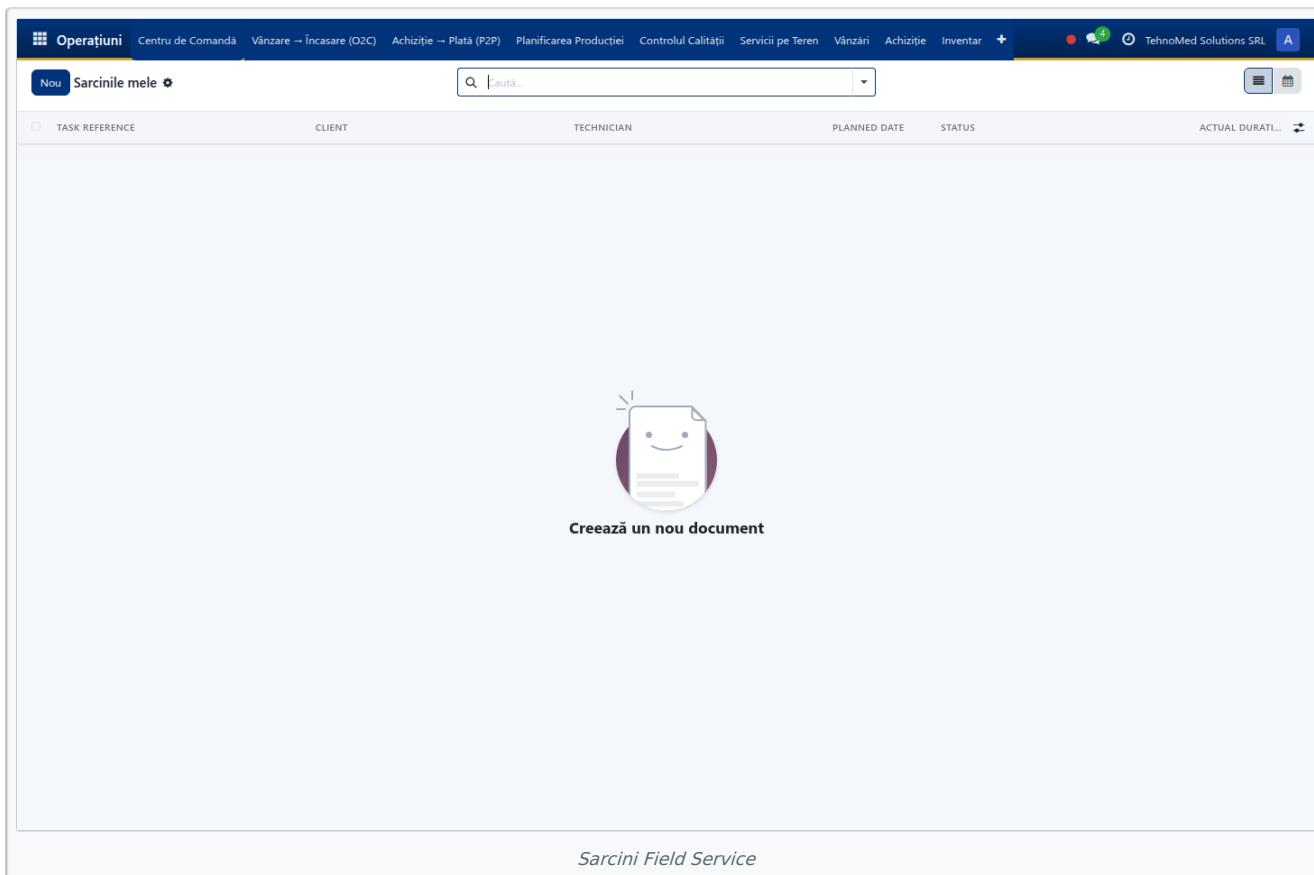 Operațiuni Centru de Comandă Vânzare → Încasare (O2C) Achiziție → Plată (P2P) Planificarea Producției Controlul Calității Servicii pe Teren Vânzări Achiziție Inventar + 4 TehnoMed Solutions SRL A
Nou Sarcinile mele Caută...
TASK REFERENCE CLIENT TECHNICIAN PLANNED DATE STATUS ACTUAL DURATI...
Creează un nou document
Sarcini Field Service